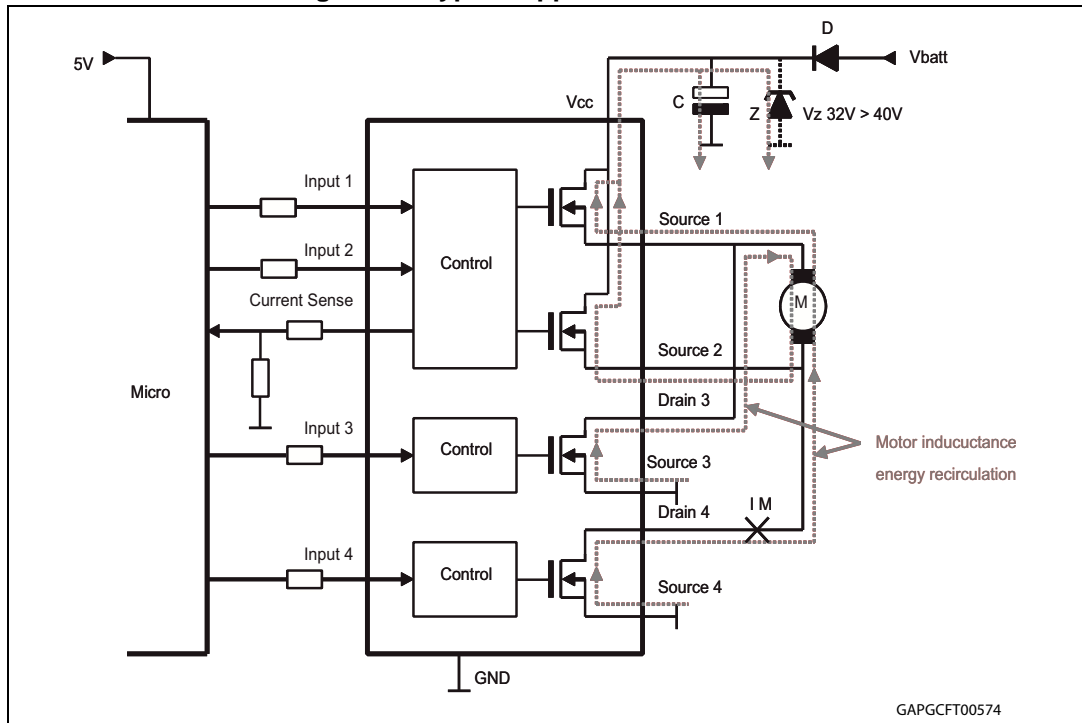 5V
D
Vbatt
Vcc
C
Z
Vz 32V > 40V
Input 1
Source 1
Input 2
Control
M
Current Sense
Source 2
Micro
Drain 3
Input 3
Control
Source 3
Motor inducuctance
energy recirculation
Drain 4
I M
Input 4
Control
Source 4
GND
GAPGCFT00574